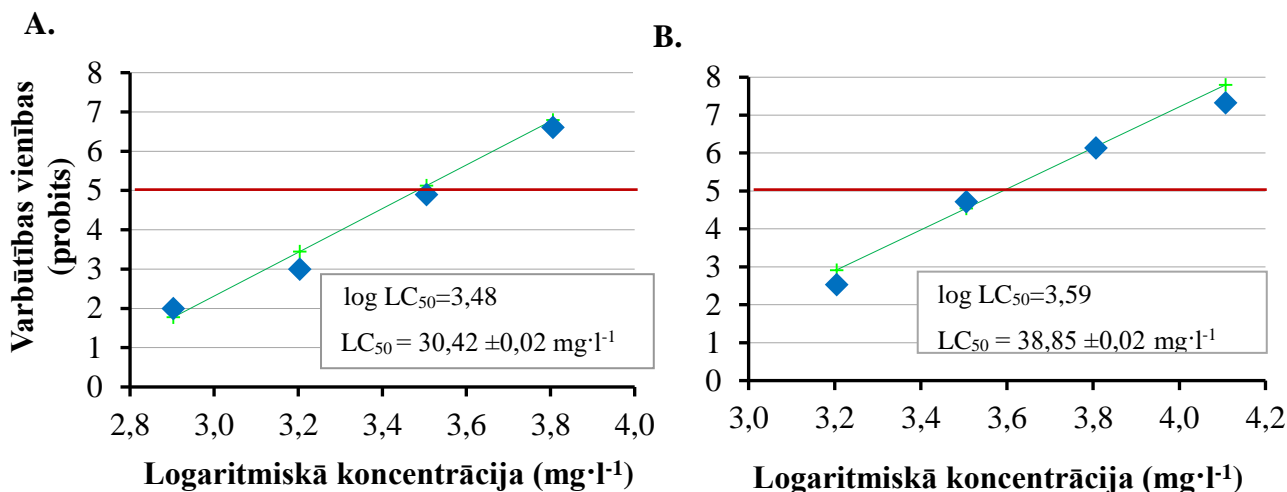 A.
Varbūtības vienības
(probits)
8
7
6
5
4
3
2
1
0
log LC₅₀=3,48
LC₅₀ = 30,42 ±0,02 mg·l⁻¹
2,8 3,0 3,2 3,4 3,6 3,8 4,0
Logaritmiskā koncentrācija (mg·l⁻¹)
B.
8
7
6
5
4
3
2
1
0
log LC₅₀=3,59
LC₅₀ = 38,85 ±0,02 mg·l⁻¹
3,0 3,2 3,4 3,6 3,8 4,0 4,2
Logaritmiskā koncentrācija (mg·l⁻¹)